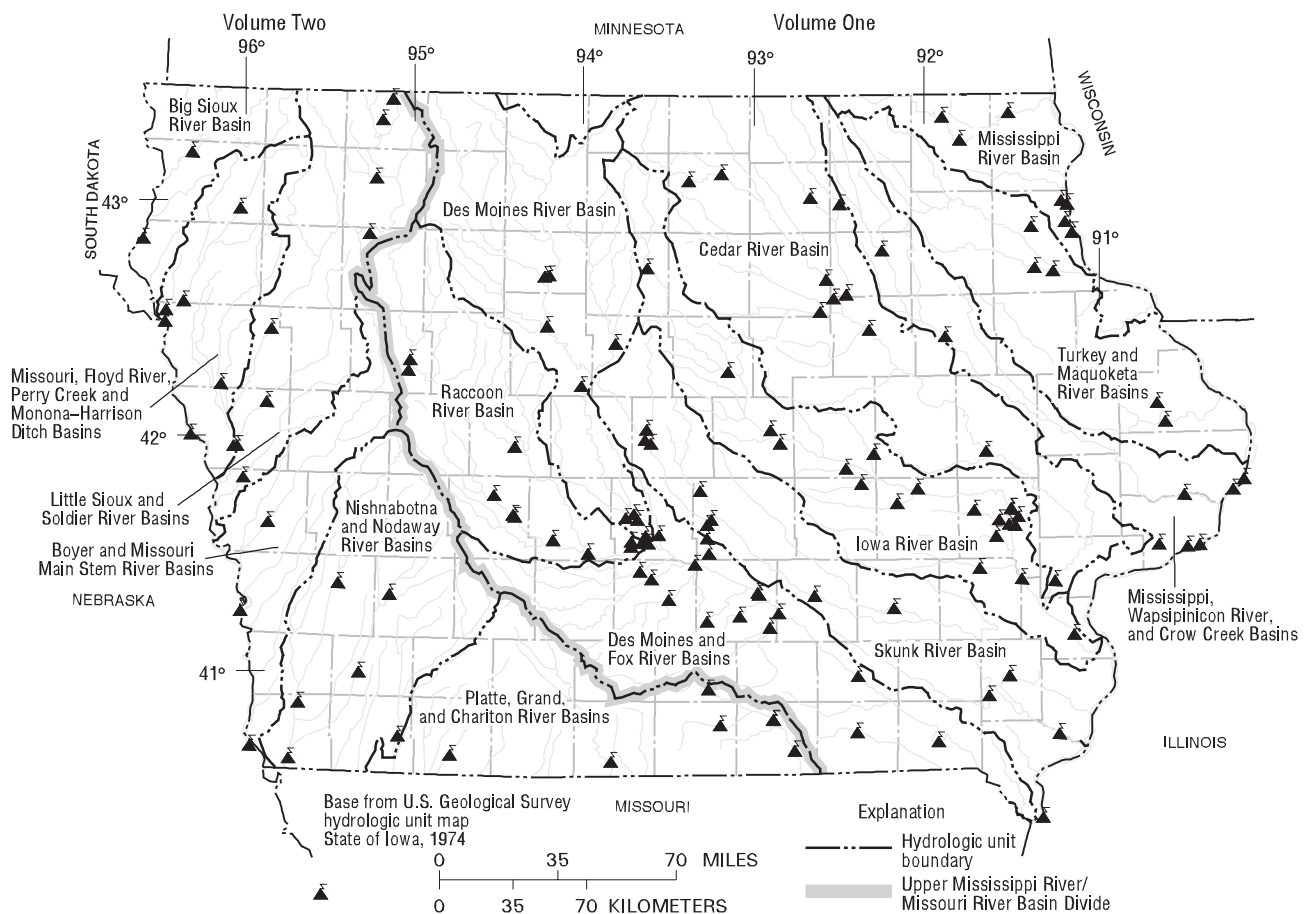 Volume Two
MINNESOTA
Volume One
96°
95°
94°
93°
92°
WISCONSIN
Big Sioux
River Basin
Mississippi
River Basin
SOUTH DAKOTA
43°
Des Moines River Basin
Cedar River Basin
91°
Missouri, Floyd River,
Perry Creek and
Monona–Harrison
Ditch Basins
Raccoon
River Basin
Turkey and
Maquoketa
River Basins
42°
Little Sioux and
Soldier River Basins
Nishnabotna
and Nodaway
River Basins
Boyer and Missouri
Main Stem River Basins
Iowa River Basin
NEBRASKA
Mississippi,
Wapsipinicon River,
and Crow Creek Basins
Des Moines and
Fox River Basins
Skunk River Basin
41°
Platte, Grand,
and Chariton River Basins
ILLINOIS
Base from U.S. Geological Survey
hydrologic unit map
State of Iowa, 1974
MISSOURI
Explanation
Hydrologic unit
boundary
0 35 70 MILES
0 35 70 KILOMETERS
Upper Mississippi River/
Missouri River Basin Divide